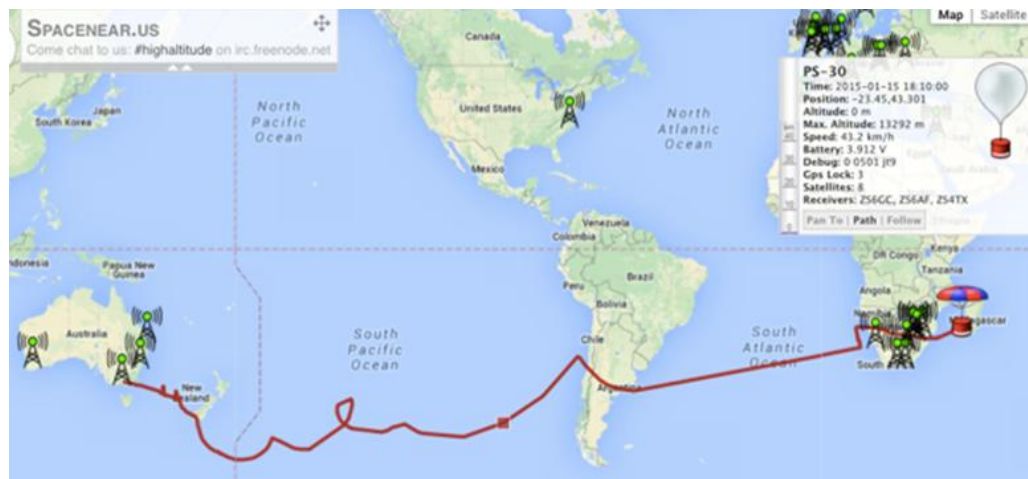 SPACENEAR.US
Come chat to us: #highaltitude on irc.freenode.net
Map
Satellite
PS-30
Time: 2015-01-15 18:10:00
Position: -23.45,43.301
Altitude: 0 m
Max. Altitude: 13292 m
Speed: 43.2 km/h
Battery: 3.912 V
Debug: 0 0501 jt9
Gps Lock: 3
Satellites: 8
Receivers: ZS6GC, ZS6AF, ZS4TX
Pan To | Path | Follow
Canada
North
Pacific
Ocean
United States
North
Atlantic
Ocean
Japan
South Korea
Mexico
Venezuela
Colombia
Kenya
DR Congo
Tanzania
Papua New
Guinea
Peru
Brazil
Angola
Bolivia
Namibia
Australia
South
Pacific
Ocean
Chile
South
Atlantic
Ocean
South
New
Argentina